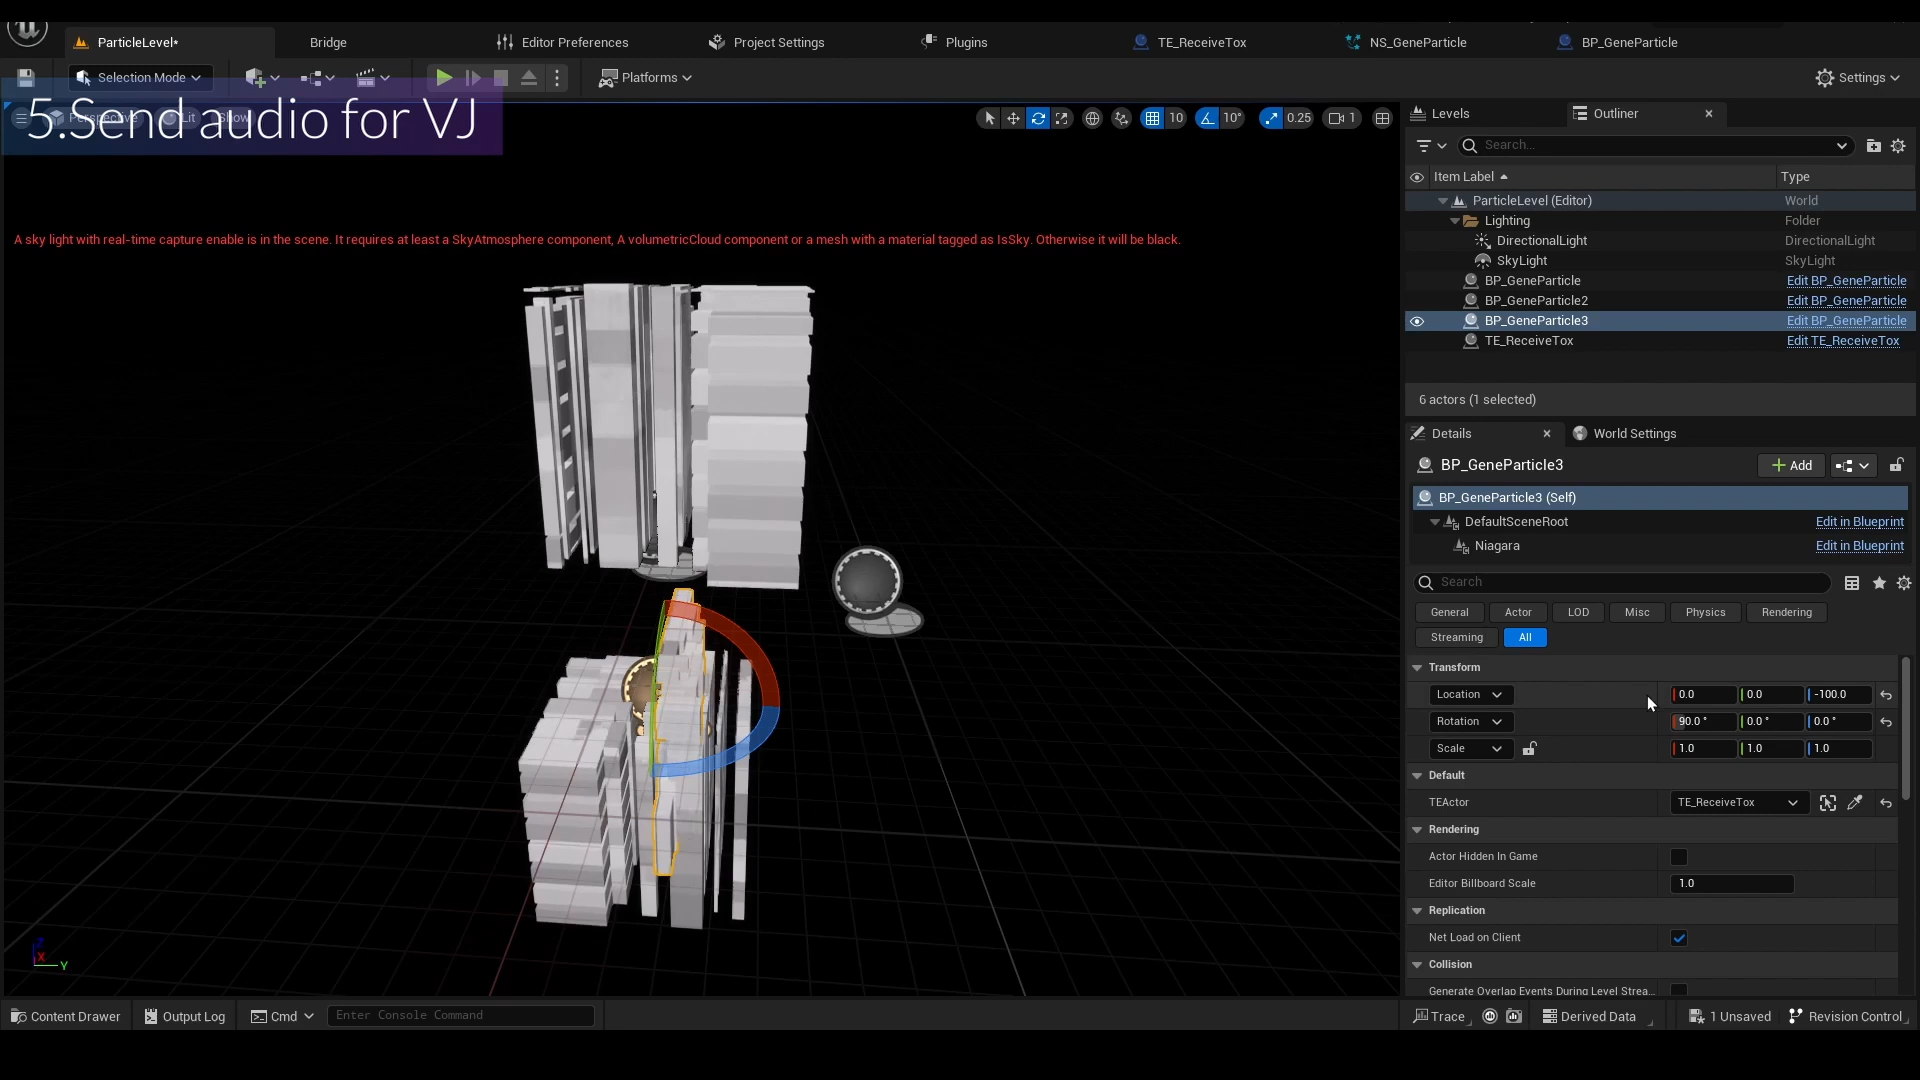 ParticleLevel*
Bridge
Editor Preferences
Project Settings
Plugins
TE_ReceiveTox
NS_GeneParticle
BP_GeneParticle
Selection Mode
Platforms
Settings
5.Send audio for VJ
Perspective
Lit
Show
10
10°
0.25
1
Levels
Outliner
Search...
Item Label
Type
ParticleLevel (Editor)
World
Lighting
Folder
DirectionalLight
DirectionalLight
SkyLight
SkyLight
BP_GeneParticle
Edit BP_GeneParticle
BP_GeneParticle2
Edit BP_GeneParticle
BP_GeneParticle3
Edit BP_GeneParticle
TE_ReceiveTox
Edit TE_ReceiveTox
6 actors (1 selected)
A sky light with real-time capture enable is in the scene. It requires at least a SkyAtmosphere component, A volumetricCloud component or a mesh with a material tagged as IsSky. Otherwise it will be black.
Details
World Settings
BP_GeneParticle3
Add
BP_GeneParticle3 (Self)
DefaultSceneRoot
Edit in Blueprint
Niagara
Edit in Blueprint
Search
General
Actor
LOD
Misc
Physics
Rendering
Streaming
All
Transform
Location
0.0
0.0
-100.0
Rotation
90.0 °
0.0 °
0.0 °
Scale
1.0
1.0
1.0
Default
TEActor
TE_ReceiveTox
Rendering
Actor Hidden In Game
Editor Billboard Scale
1.0
Replication
Net Load on Client
Collision
Generate Overlap Events During Level Strea...
Z
X
Y
Content Drawer
Output Log
Cmd
Enter Console Command
Trace
Derived Data
1 Unsaved
Revision Control